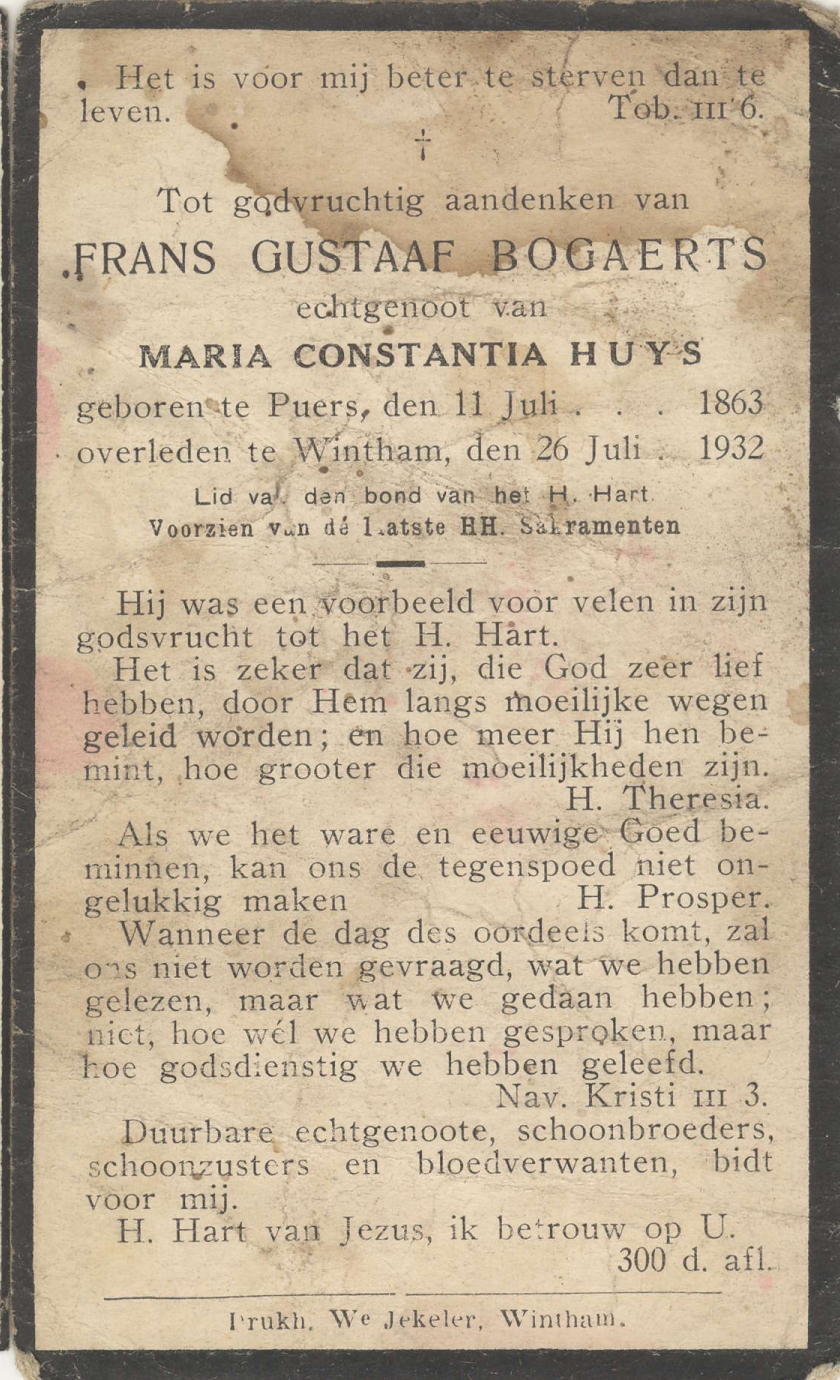 Het is voor mij beter te sterven dan te
leven. Tob. III 6.
†
Tot godvruchtig aandenken van
FRANS GUSTAAF BOGAERTS
echtgenoot van
MARIA CONSTANTIA HUYS
geboren te Puers, den 11 Juli . . . 1863
overleden te Wintham, den 26 Juli . 1932
Lid van den bond van het H. Hart
Voorzien van de laatste HH. Sakramenten
Hij was een voorbeeld voor velen in zijn
godsvrucht tot het H. Hart.
Het is zeker dat zij, die God zeer lief
hebben, door Hem langs moeilijke wegen
geleid worden; en hoe meer Hij hen be-
mint, hoe grooter die moeilijkheden zijn.
H. Theresia.
Als we het ware en eeuwige Goed be-
minnen, kan ons de tegenspoed niet on-
gelukkig maken H. Prosper.
Wanneer de dag des oordeels komt, zal
ons niet worden gevraagd, wat we hebben
gelezen, maar wat we gedaan hebben;
niet, hoe wél we hebben gesproken, maar
hoe godsdienstig we hebben geleefd.
Nav. Kristi III 3.
Duurbare echtgenoote, schoonbroeders,
schoonzusters en bloedverwanten, bidt
voor mij.
H. Hart van Jezus, ik betrouw op U.
300 d. afl.
Drukh. We Jekeler, Wintham.